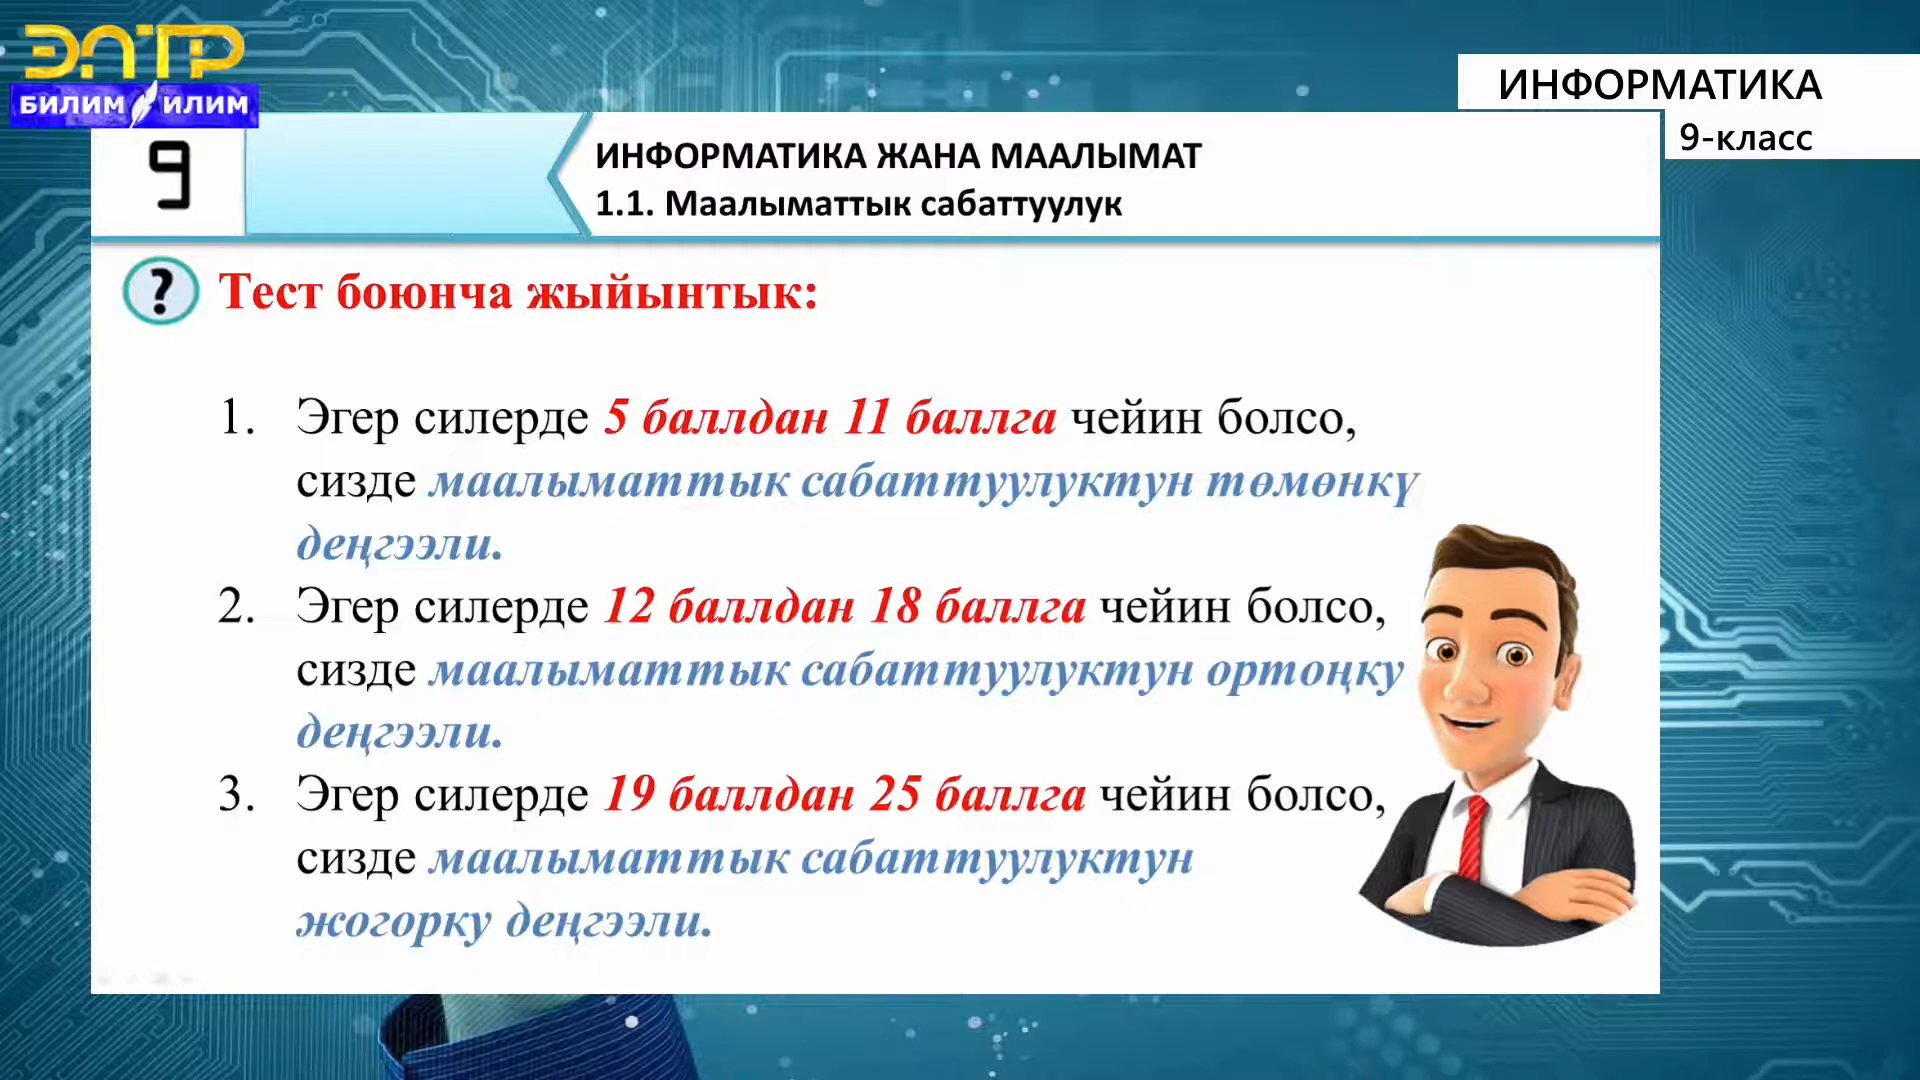 ЭЛТР
БИЛИМ ИЛИМ
ИНФОРМАТИКА
9-класс
9
ИНФОРМАТИКА ЖАНА МААЛЫМАТ
1.1. Маалыматтык сабаттуулук
? Тест боюнча жыйынтык:
1. Эгер силерде 5 баллдан 11 баллга чейин болсо,
сизде маалыматтык сабаттуулуктун төмөнкү
деңгээли.
2. Эгер силерде 12 баллдан 18 баллга чейин болсо,
сизде маалыматтык сабаттуулуктун ортоңку
деңгээли.
3. Эгер силерде 19 баллдан 25 баллга чейин болсо,
сизде маалыматтык сабаттуулуктун
жогорку деңгээли.